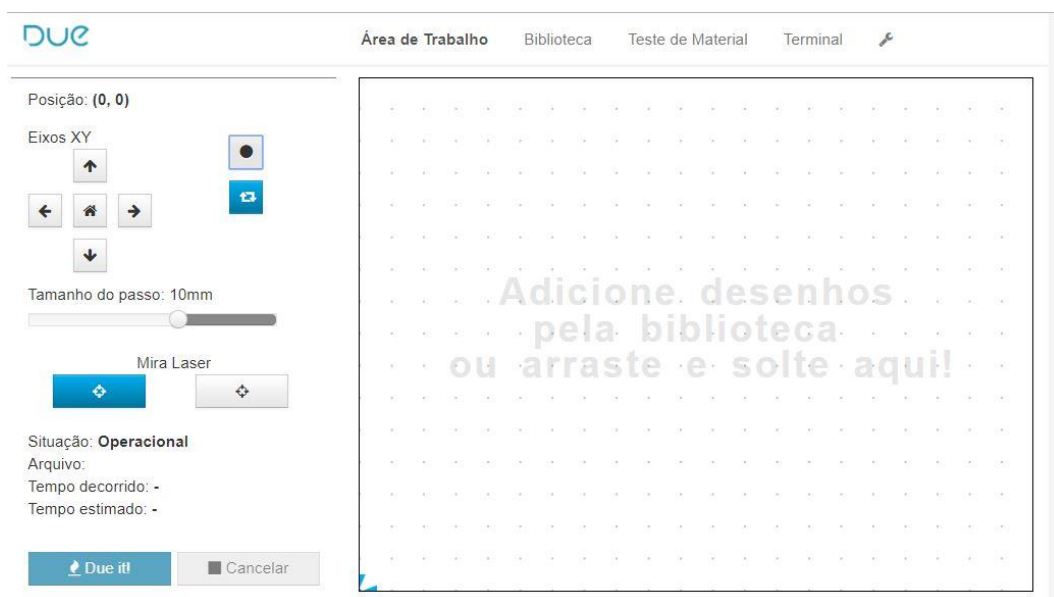 Due
Área de Trabalho Biblioteca Teste de Material Terminal
Posição: (0, 0)
Eixos XY
Tamanho do passo: 10mm
Mira Laser
Situação: Operacional
Arquivo:
Tempo decorrido: -
Tempo estimado: -
Due it! Cancelar
Adicione desenhos
pela biblioteca
ou arraste e solte aqui!